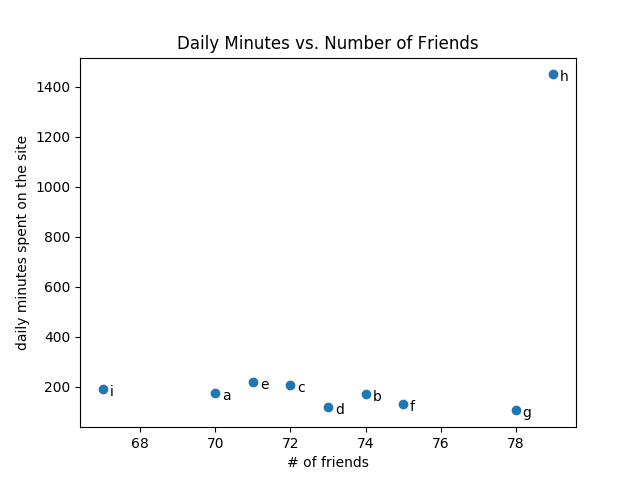 Daily Minutes vs. Number of Friends
1400
1200
1000
800
600
400
200
daily minutes spent on the site
h
i
a
e
c
d
b
f
g
68 70 72 74 76 78
# of friends